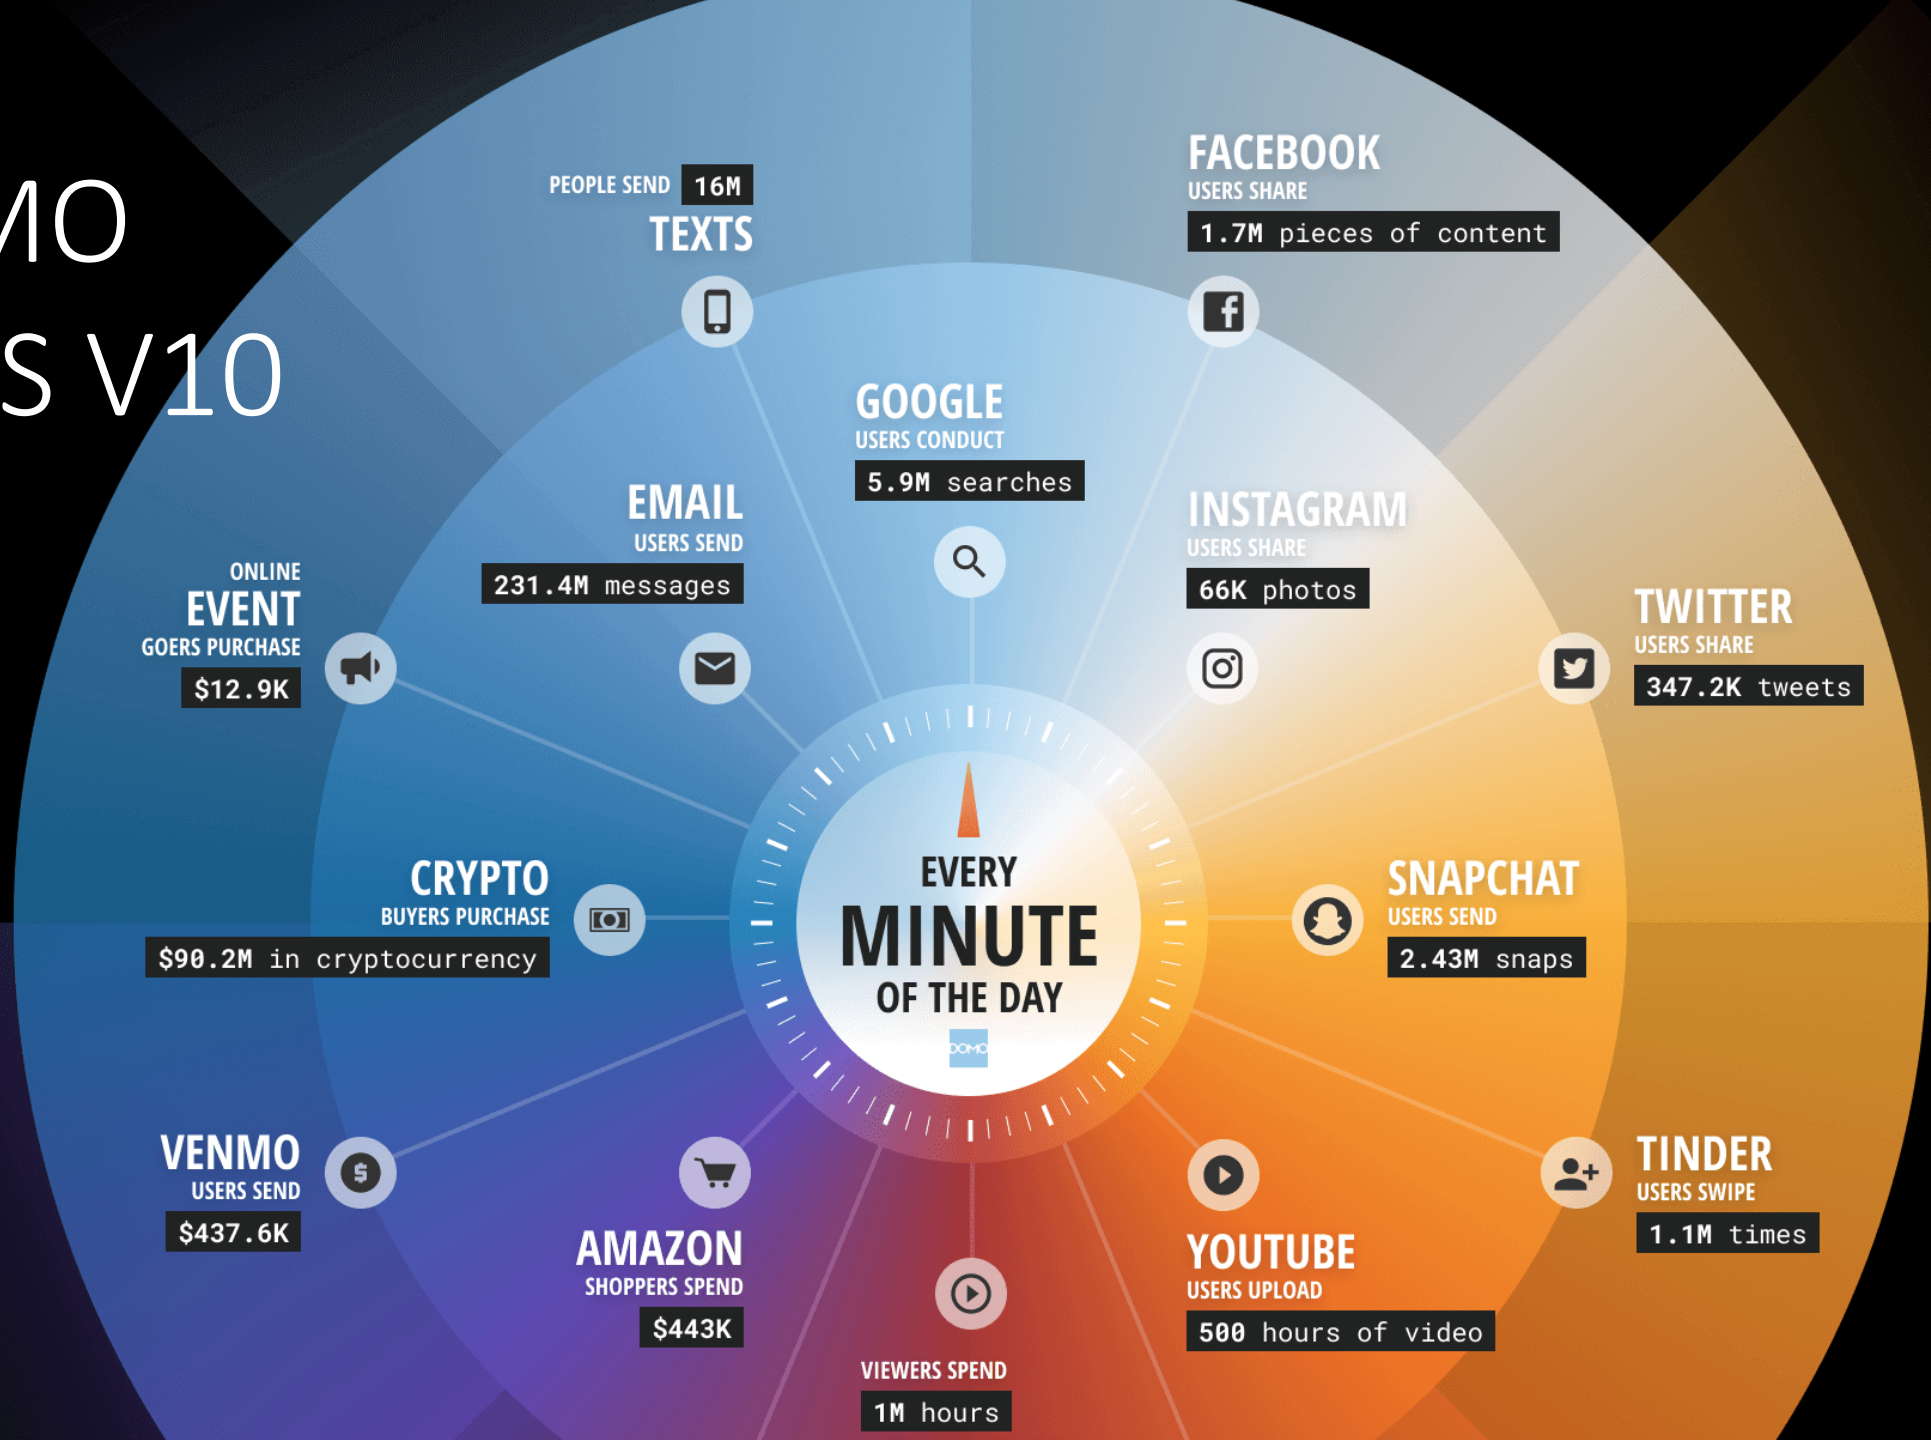 MO
S V10
PEOPLE SEND 16M
TEXTS
FACEBOOK
USERS SHARE
1.7M pieces of content
GOOGLE
USERS CONDUCT
5.9M searches
EMAIL
USERS SEND
231.4M messages
INSTAGRAM
USERS SHARE
66K photos
ONLINE
EVENT
GOERS PURCHASE
$12.9K
TWITTER
USERS SHARE
347.2K tweets
CRYPTO
BUYERS PURCHASE
$90.2M in cryptocurrency
EVERY
MINUTE
OF THE DAY
DOMO
SNAPCHAT
USERS SEND
2.43M snaps
VENMO
USERS SEND
$437.6K
AMAZON
SHOPPERS SPEND
$443K
VIEWERS SPEND
1M hours
YOUTUBE
USERS UPLOAD
500 hours of video
TINDER
USERS SWIPE
1.1M times